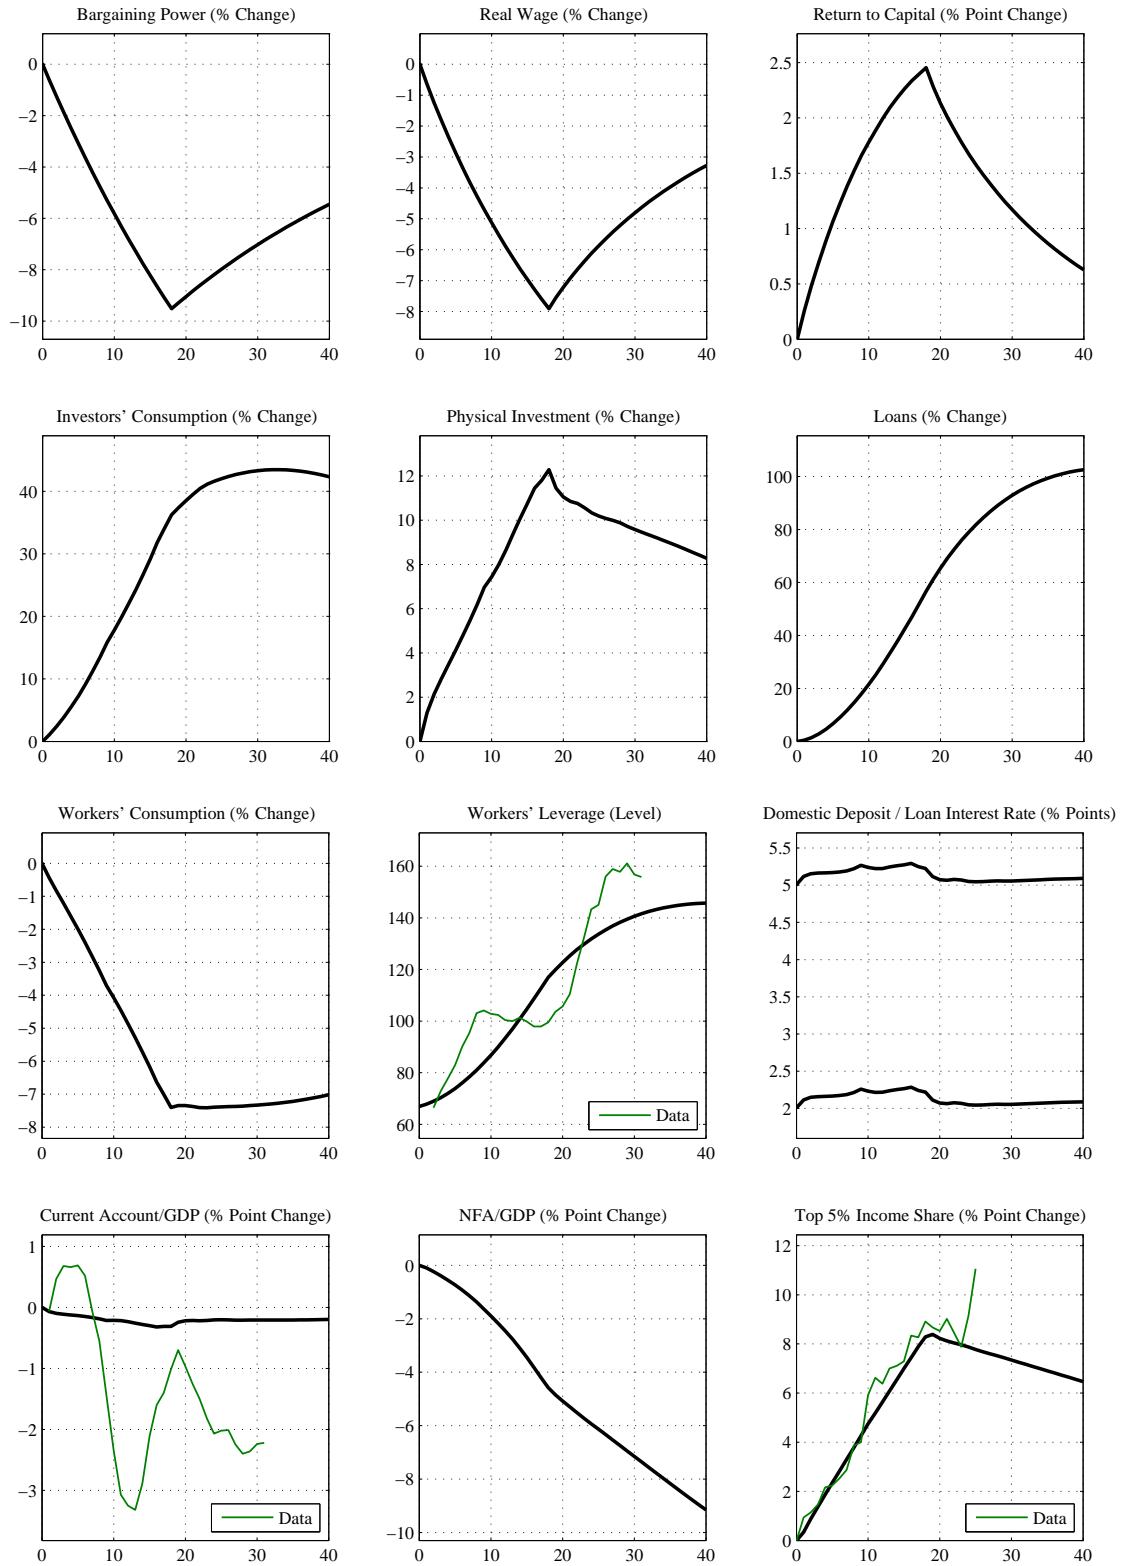 Bargaining Power (% Change)
0
−2
−4
−6
−8
−10
0 10 20 30 40
Real Wage (% Change)
0
−1
−2
−3
−4
−5
−6
−7
−8
0 10 20 30 40
Return to Capital (% Point Change)
2.5
2
1.5
1
0.5
0
0 10 20 30 40
Investors’ Consumption (% Change)
40
30
20
10
0
0 10 20 30 40
Physical Investment (% Change)
12
10
8
6
4
2
0
0 10 20 30 40
Loans (% Change)
100
80
60
40
20
0
0 10 20 30 40
Workers’ Consumption (% Change)
0
−1
−2
−3
−4
−5
−6
−7
−8
0 10 20 30 40
Workers’ Leverage (Level)
160
140
120
100
80
60
Data
0 10 20 30 40
Domestic Deposit / Loan Interest Rate (% Points)
5.5
5
4.5
4
3.5
3
2.5
2
0 10 20 30 40
Current Account/GDP (% Point Change)
1
0
−1
−2
−3
Data
0 10 20 30 40
NFA/GDP (% Point Change)
0
−2
−4
−6
−8
−10
0 10 20 30 40
Top 5% Income Share (% Point Change)
12
10
8
6
4
2
0
Data
0 10 20 30 40